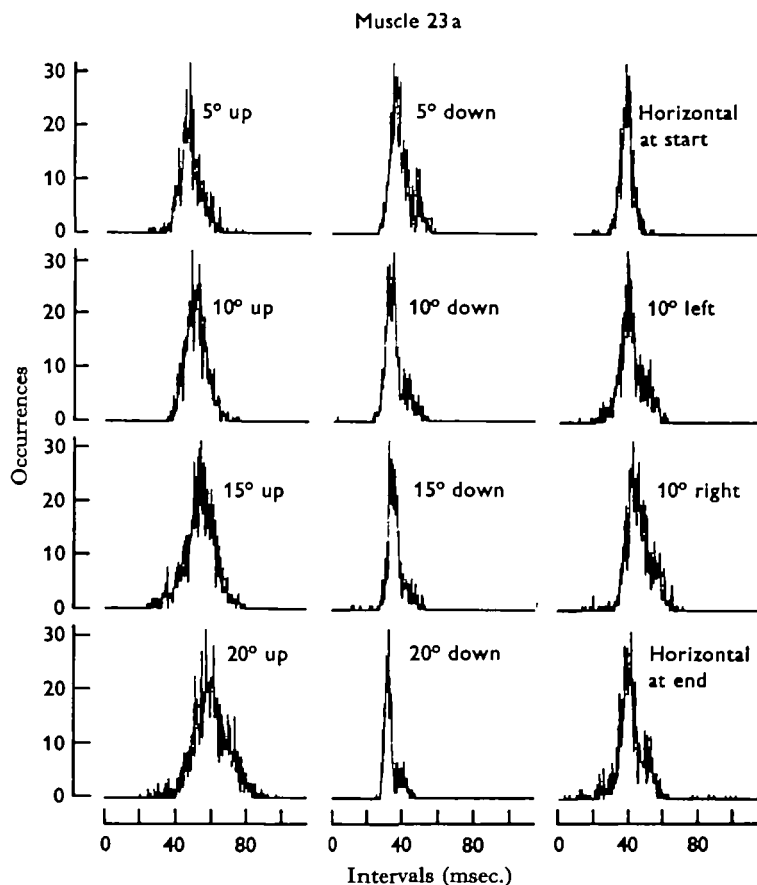 Muscle 23a
30
20
10
0
5° up
5° down
Horizontal
at start
30
20
10
0
10° up
10° down
10° left
Occurrences
30
20
10
0
15° up
15° down
10° right
30
20
10
0
20° up
20° down
Horizontal
at end
0 40 80 0 40 80 0 40 80
Intervals (msec.)